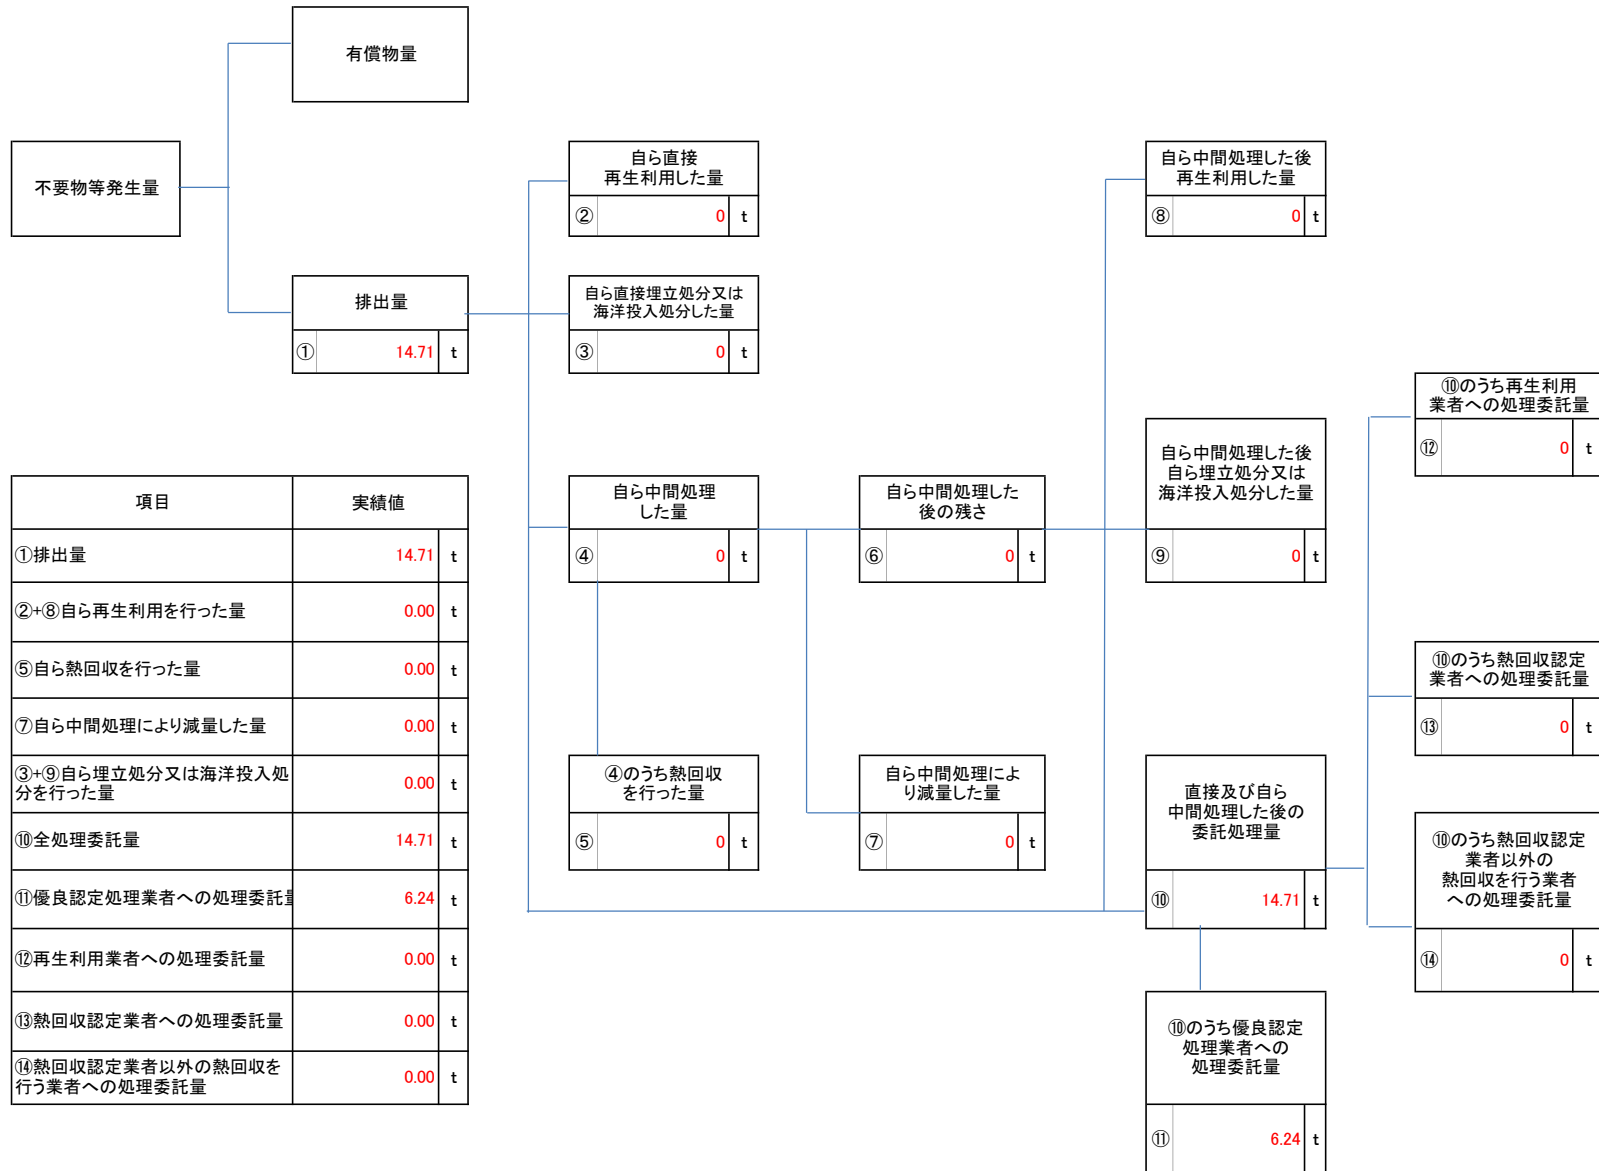 有償物量
不要物等発生量
自ら直接
再生利用した量
② 0 t
自ら中間処理した後
再生利用した量
⑧ 0 t
排出量
① 14.71 t
自ら直接埋立処分又は
海洋投入処分した量
③ 0 t
⑩のうち再生利用
業者への処理委託量
⑫ 0 t
自ら中間処理
した量
④ 0 t
自ら中間処理した
後の残さ
⑥ 0 t
自ら中間処理した後
自ら埋立処分又は
海洋投入処分した量
⑨ 0 t
⑩のうち熱回収認定
業者への処理委託量
⑬ 0 t
④のうち熱回収
を行った量
⑤ 0 t
自ら中間処理によ
り減量した量
⑦ 0 t
直接及び自ら
中間処理した後の
委託処理量
⑩ 14.71 t
⑩のうち熱回収認定
業者以外の
熱回収を行う業者
への処理委託量
⑭ 0 t
⑩のうち優良認定
処理業者への
処理委託量
⑪ 6.24 t
項目 実績値
①排出量 14.71 t
②+⑧自ら再生利用を行った量 0.00 t
⑤自ら熱回収を行った量 0.00 t
⑦自ら中間処理により減量した量 0.00 t
③+⑨自ら埋立処分又は海洋投入処
分を行った量 0.00 t
⑩全処理委託量 14.71 t
⑪優良認定処理業者への処理委託 6.24 t
⑫再生利用業者への処理委託量 0.00 t
⑬熱回収認定業者への処理委託量 0.00 t
⑭熱回収認定業者以外の熱回収を
行う業者への処理委託量 0.00 t